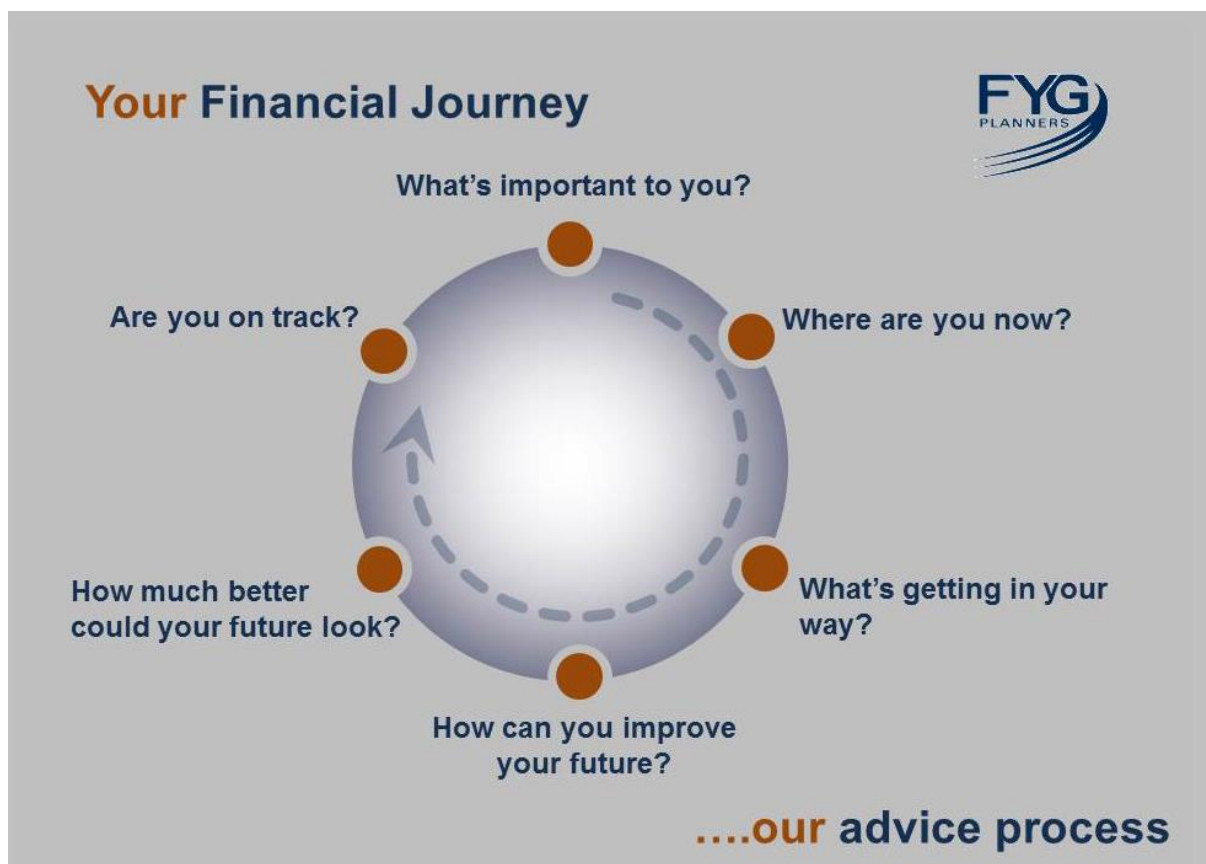 Your Financial Journey
FYG
PLANNERS
What's important to you?
Are you on track?
Where are you now?
How much better
could your future look?
What's getting in your
way?
How can you improve
your future?
....our advice process